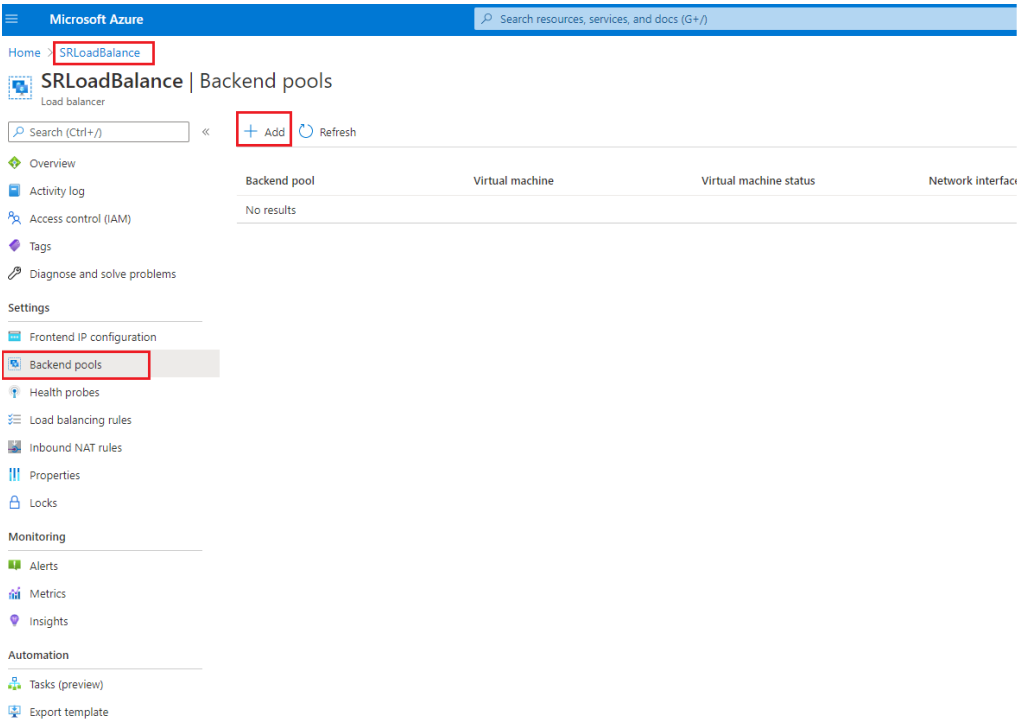 Microsoft Azure
Search resources, services, and docs (G+/)
Home > SRLoadBalance
SRLoadBalance | Backend pools
Load balancer
Search (Ctrl+/)
«
+ Add
Refresh
Overview
Activity log
Access control (IAM)
Tags
Diagnose and solve problems
Settings
Frontend IP configuration
Backend pools
Health probes
Load balancing rules
Inbound NAT rules
Properties
Locks
Monitoring
Alerts
Metrics
Insights
Automation
Tasks (preview)
Export template
Backend pool Virtual machine Virtual machine status Network interface
No results